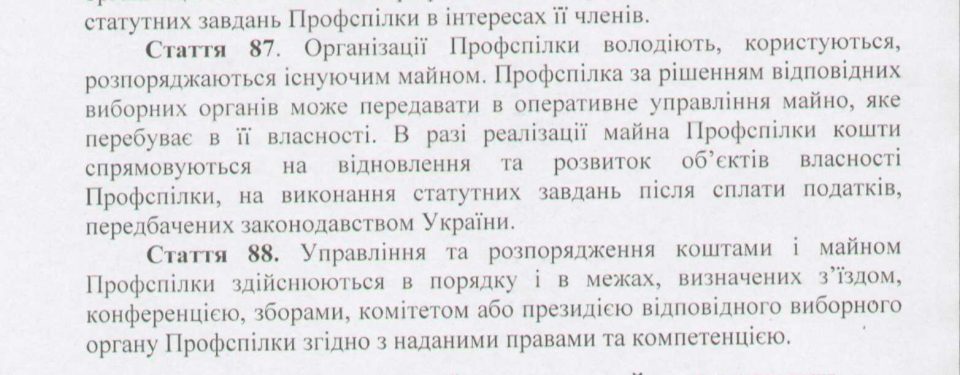 статутних завдань Профспілки в інтересах її членів.
Стаття 87. Організації Профспілки володіють, користуються,
розпоряджаються існуючим майном. Профспілка за рішенням відповідних
виборних органів може передавати в оперативне управління майно, яке
перебуває в її власності. В разі реалізації майна Профспілки кошти
спрямовуються на відновлення та розвиток об’єктів власності
Профспілки, на виконання статутних завдань після сплати податків,
передбачених законодавством України.
Стаття 88. Управління та розпорядження коштами і майном
Профспілки здійснюються в порядку і в межах, визначених з’їздом,
конференцією, зборами, комітетом або президією відповідного виборного
органу Профспілки згідно з наданими правами та компетенцією.